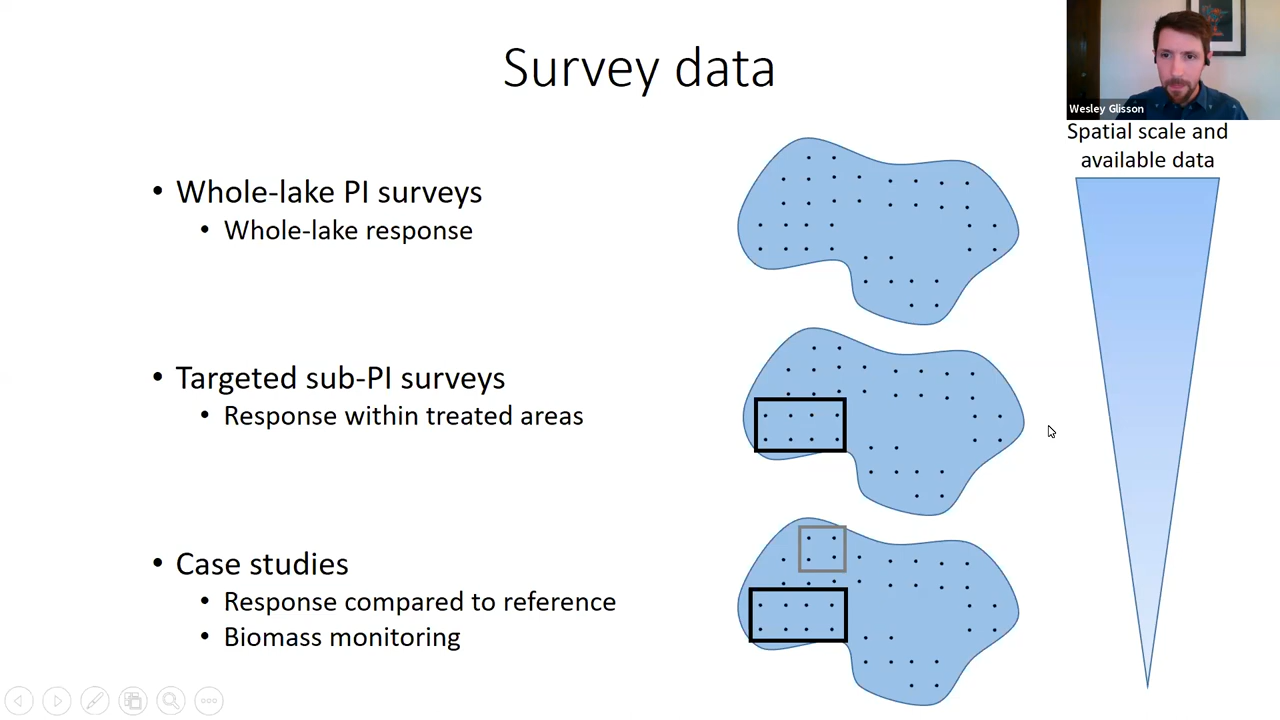 Survey data
Wesley Glisson
Spatial scale and
available data
• Whole-lake PI surveys
• Whole-lake response
• Targeted sub-PI surveys
• Response within treated areas
• Case studies
• Response compared to reference
• Biomass monitoring